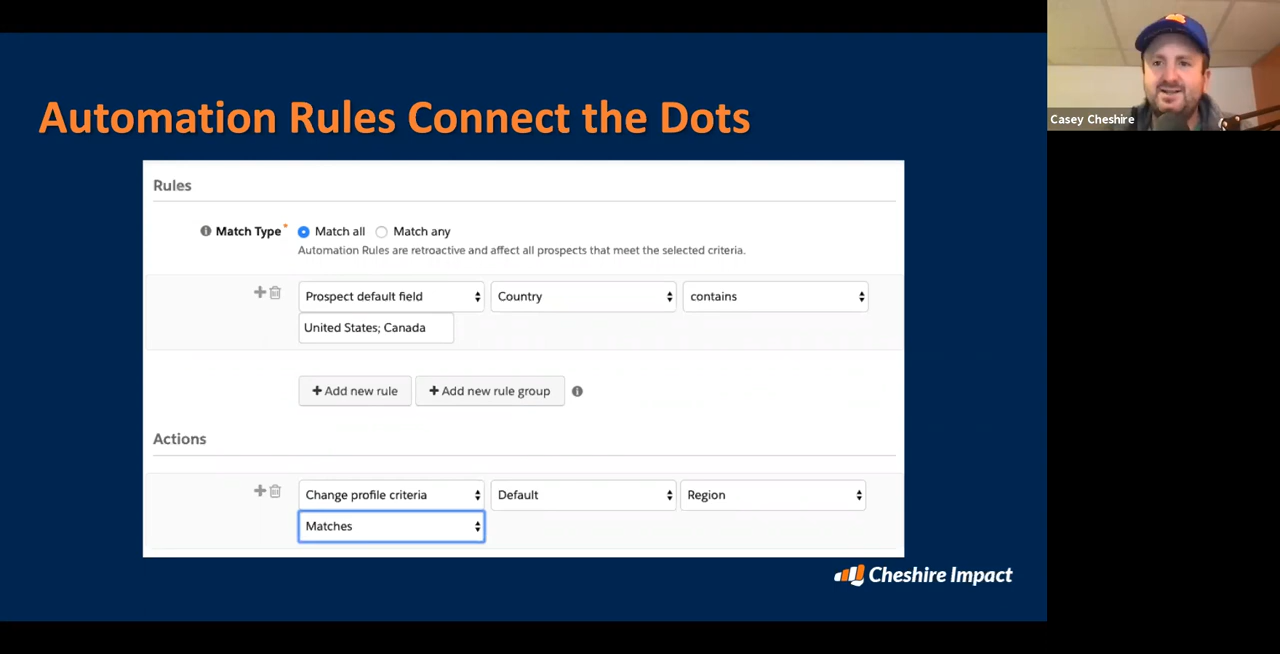 Automation Rules Connect the Dots
Rules
Match Type* Match all Match any
Automation Rules are retroactive and affect all prospects that meet the selected criteria.
Prospect default field Country contains
United States; Canada
+ Add new rule + Add new rule group
Actions
Change profile criteria Default Region
Matches
Cheshire Impact
Casey Cheshire